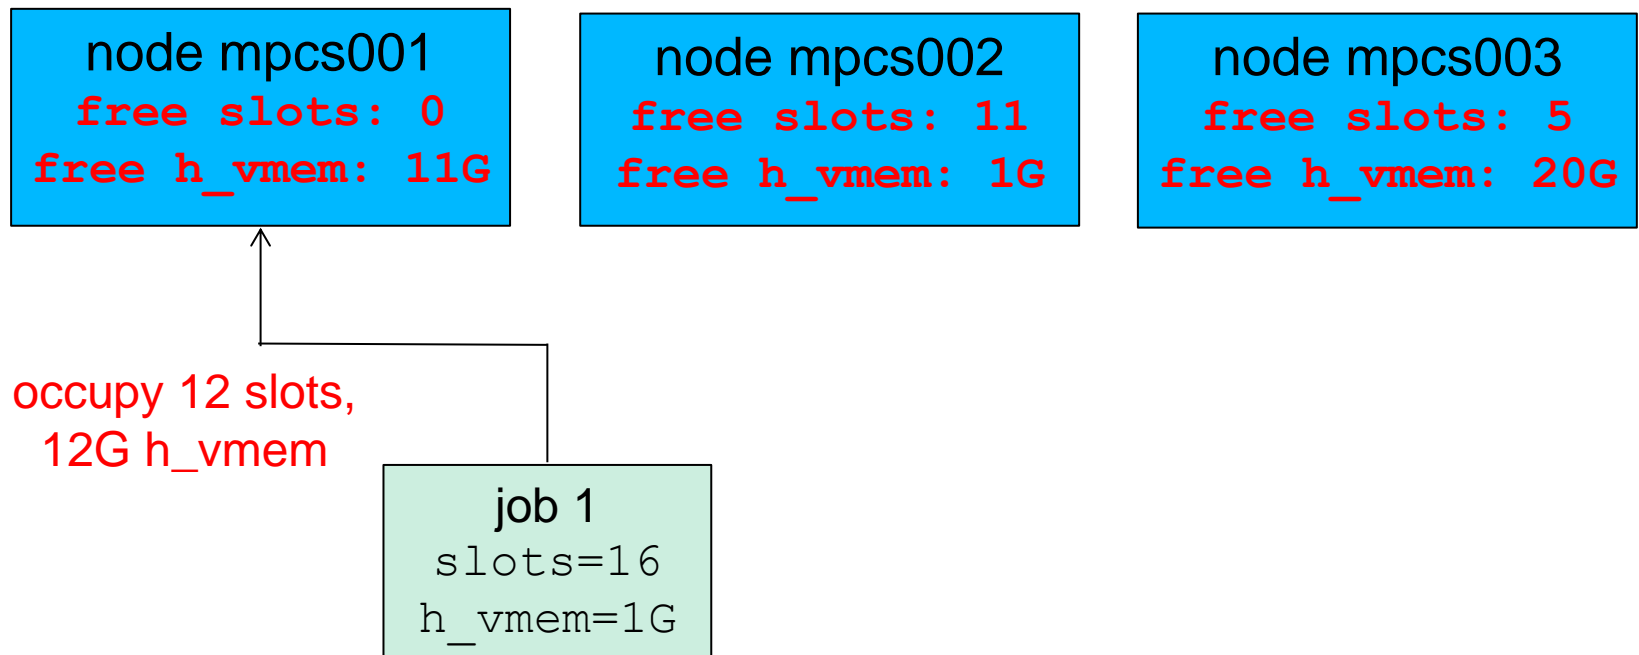 node mpcs001
free slots: 0
free h_vmem: 11G
node mpcs002
free slots: 11
free h_vmem: 1G
node mpcs003
free slots: 5
free h_vmem: 20G
occupy 12 slots,
12G h_vmem
job 1
slots=16
h_vmem=1G